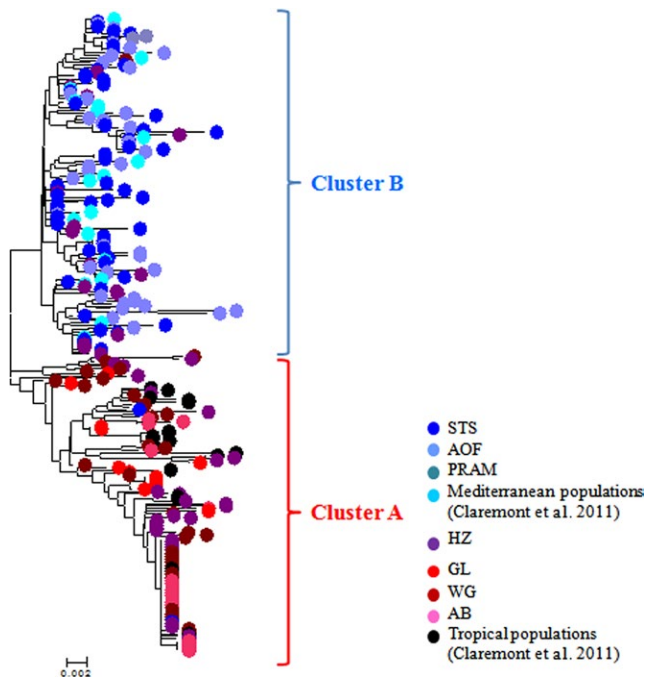 Cluster B
Cluster A
STS
AOF
PRAM
Mediterranean populations
(Claremont et al. 2011)
HZ
GL
WG
AB
Tropical populations
(Claremont et al. 2011)
0.002